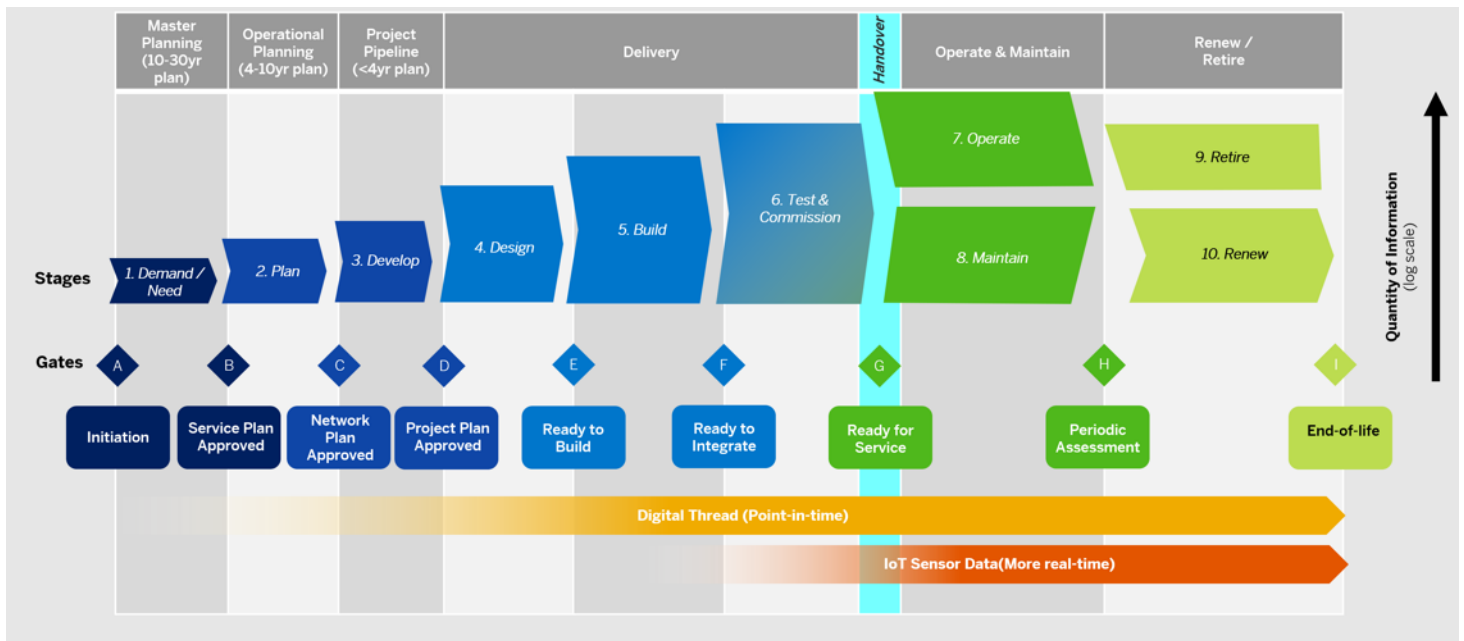 Master
Planning
(10-30yr
plan)
Operational
Planning
(4-10yr plan)
Project
Pipeline
(<4yr plan)
Delivery
Handover
Operate & Maintain
Renew /
Retire
Stages
1. Demand /
Need
2. Plan
3. Develop
4. Design
5. Build
6. Test &
Commission
7. Operate
8. Maintain
9. Retire
10. Renew
Quantity of Information
(log scale)
Gates
A
B
C
D
E
F
G
H
I
Initiation
Service Plan
Approved
Network
Plan
Approved
Project Plan
Approved
Ready to
Build
Ready to
Integrate
Ready for
Service
Periodic
Assessment
End-of-life
Digital Thread (Point-in-time)
IoT Sensor Data(More real-time)